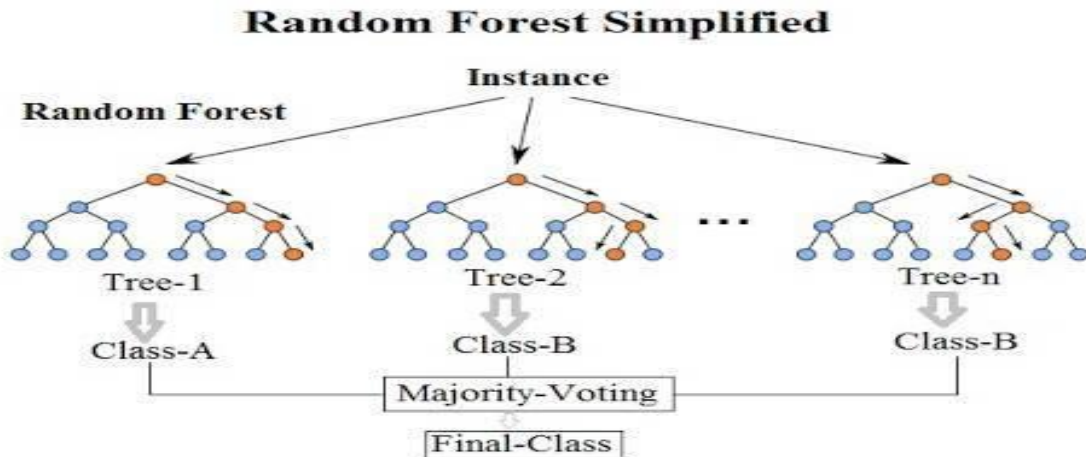 Random Forest Simplified
Instance
Random Forest
...
Tree-1
Tree-2
Tree-n
Class-A
Class-B
Class-B
Majority-Voting
Final-Class